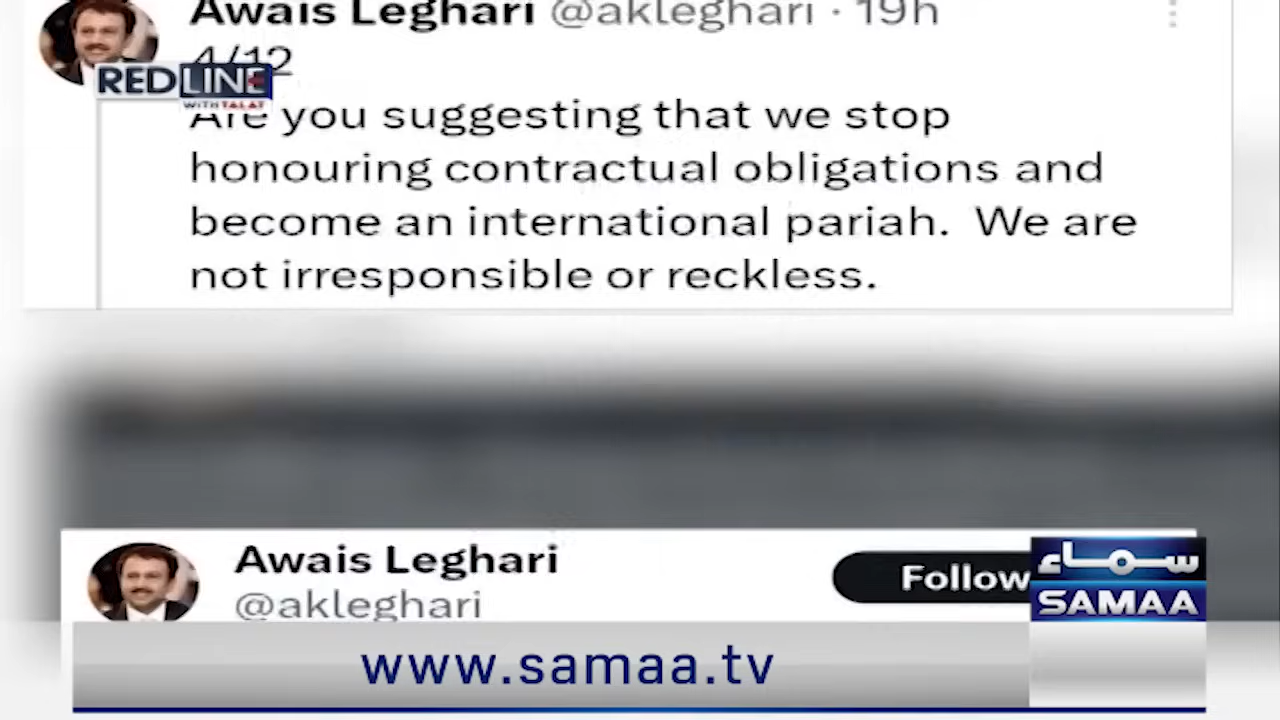 Awais Leghari @akleghari · 19h
4/12
REDLINE
WITH TALAT
Are you suggesting that we stop
honouring contractual obligations and
become an international pariah.  We are
not irresponsible or reckless.
Awais Leghari
@akleghari
Follow
سماء
SAMAA
www.samaa.tv